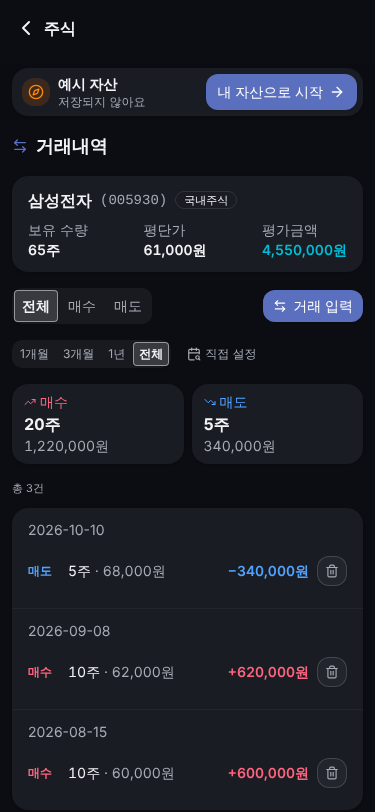 주식
예시 자산
저장되지 않아요
내 자산으로 시작
거래내역
삼성전자 (005930) 국내주식
보유 수량 평단가 평가금액
65주 61,000원 4,550,000원
전체 매수 매도 거래 입력
1개월 3개월 1년 전체 직접 설정
매수 매도
20주 5주
1,220,000원 340,000원
총 3건
2026-10-10
매도 5주 · 68,000원 −340,000원
2026-09-08
매수 10주 · 62,000원 +620,000원
2026-08-15
매수 10주 · 60,000원 +600,000원